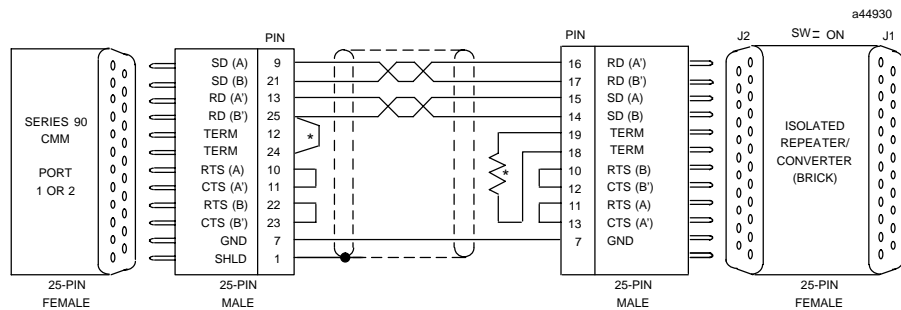 a44930
PIN
PIN
J2
SW = ON
J1
SERIES 90
CMM
PORT
1 OR 2
SD (A) 9
SD (B) 21
RD (A') 13
RD (B') 25
TERM 12
TERM 24
RTS (A) 10
CTS (A') 11
RTS (B) 22
CTS (B') 23
GND 7
SHLD 1
*
*
16 RD (A')
17 RD (B')
15 SD (A)
14 SD (B)
19 TERM
18 TERM
10 RTS (B)
12 CTS (B')
11 RTS (A)
13 CTS (A')
7 GND
ISOLATED
REPEATER/
CONVERTER
(BRICK)
25-PIN
FEMALE
25-PIN
MALE
25-PIN
MALE
25-PIN
FEMALE